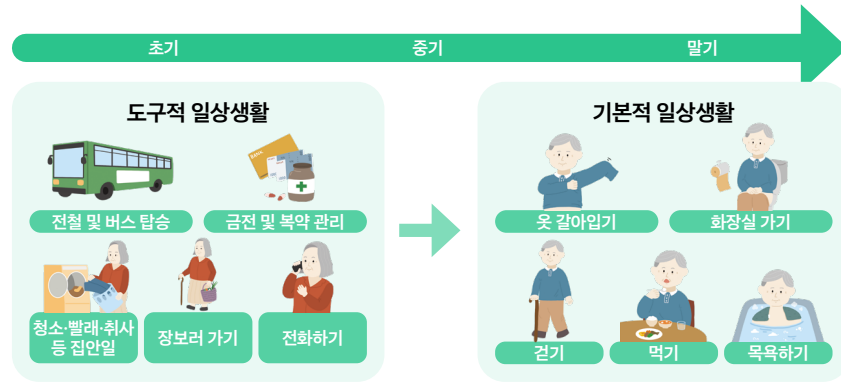 초기
중기
말기
도구적 일상생활
전철 및 버스 탑승
금전 및 복약 관리
청소·빨래·취사
등 집안일
장보러 가기
전화하기
기본적 일상생활
옷 갈아입기
화장실 가기
걷기
먹기
목욕하기